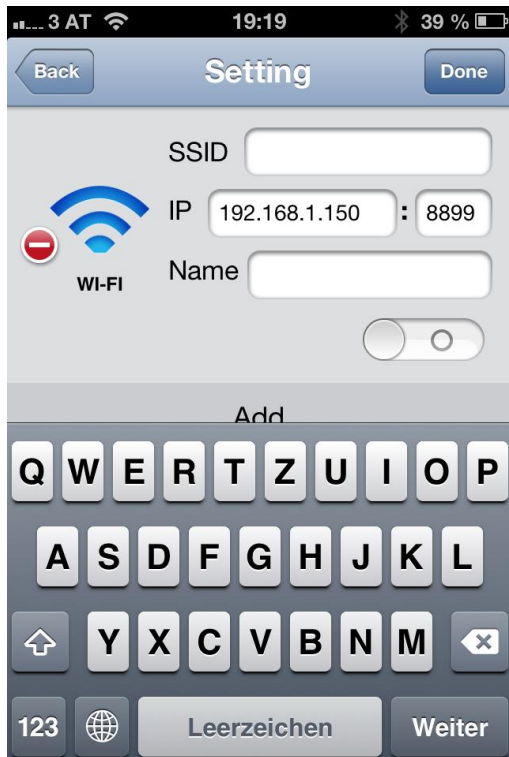 3 AT 19:19 39 %
Back Setting Done
SSID
IP 192.168.1.150 : 8899
WI-FI
Name
Add
Q W E R T Z U I O P
A S D F G H J K L
Y X C V B N M
123 Leerzeichen Weiter